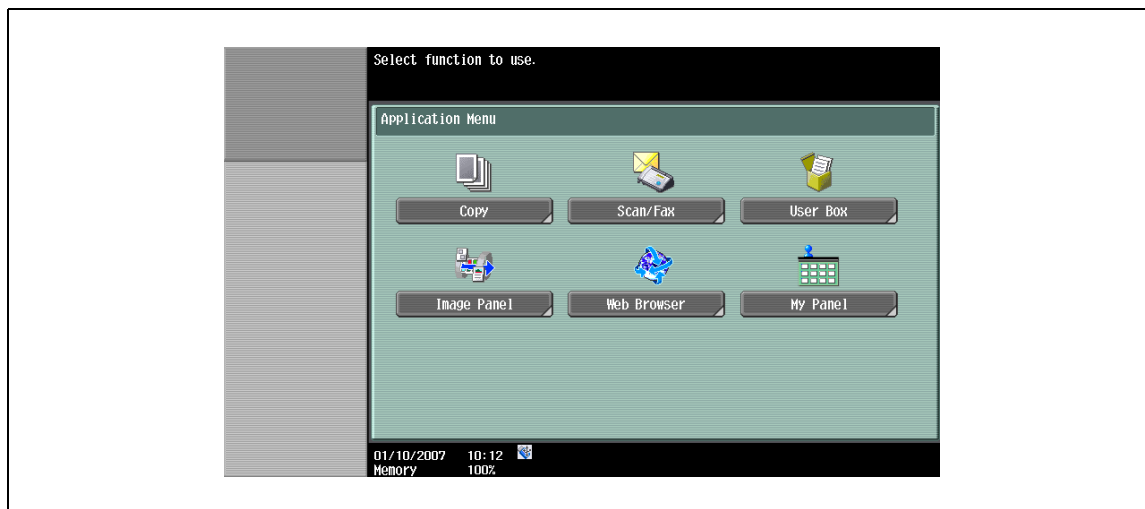 Select function to use.
Application Menu
Copy Scan/Fax User Box
Image Panel Web Browser My Panel
01/10/2007 10:12
Memory 100%